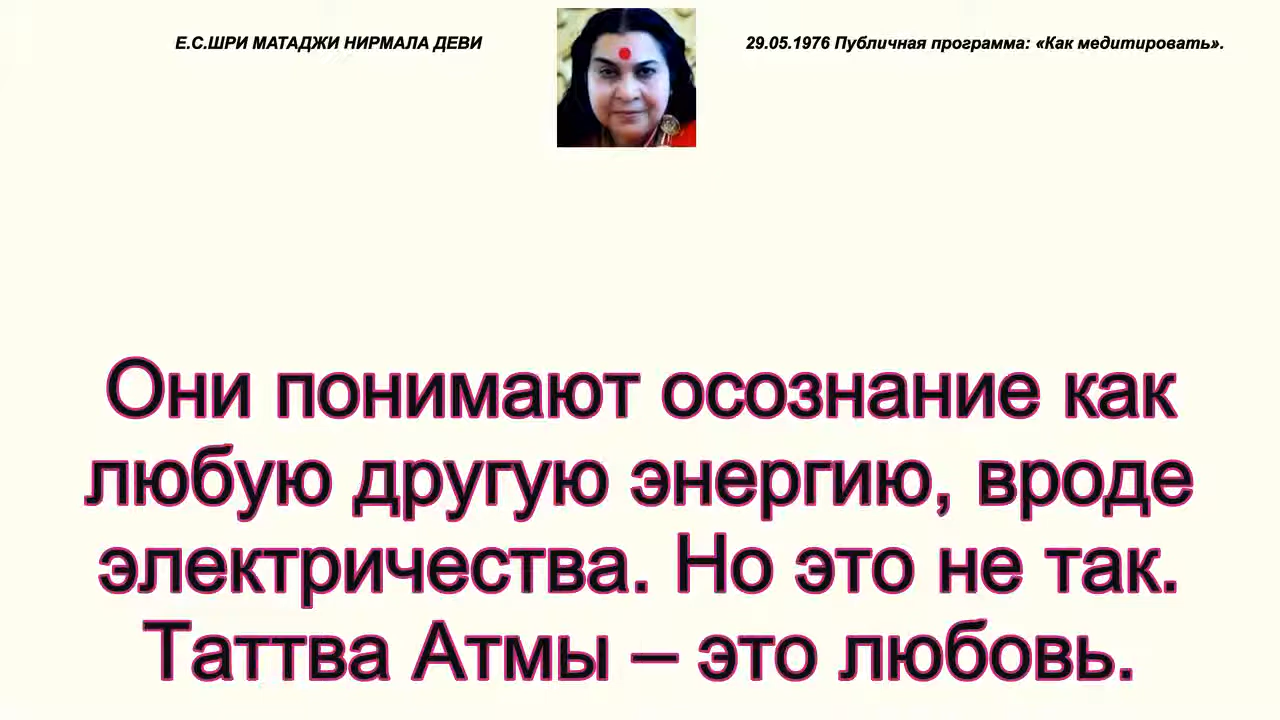 Е.С.ШРИ МАТАДЖИ НИРМАЛА ДЕВИ
29.05.1976 Публичная программа: «Как медитировать».
Они понимают осознание как
любую другую энергию, вроде
электричества. Но это не так.
Таттва Атмы – это любовь.